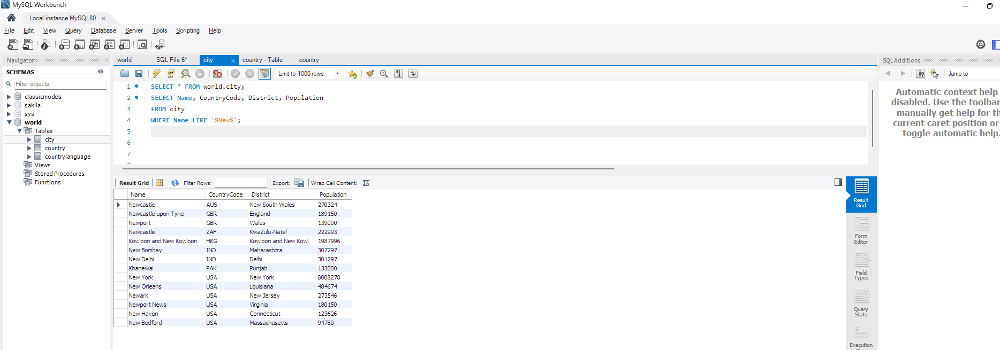 MySQL Workbench
Local instance MySQL80
File Edit View Query Database Server Tools Scripting Help
Navigator
SCHEMAS
Filter objects
classicmodels
sakila
sys
world
Tables
city
country
countrylanguage
Views
Stored Procedures
Functions
world SQL File 6* city country - Table country
Limit to 1000 rows
1 SELECT * FROM world.city;
2 SELECT Name, CountryCode, District, Population
3 FROM city
4 WHERE Name LIKE '%New%';
5
6
7
Result Grid Filter Rows: Export: Wrap Cell Content:
Name CountryCode District Population
Newcastle AUS New South Wales 270324
Newcastle upon Tyne GBR England 189150
Newport GBR Wales 139000
Newcastle ZAF KwaZulu-Natal 222993
Kowloon and New Kowloon HKG Kowloon and New Kowl 1987996
New Bombay IND Maharashtra 307297
New Delhi IND Delhi 301297
Khanewal PAK Punjab 133000
New York USA New York 8008278
New Orleans USA Louisiana 484674
Newark USA New Jersey 273546
Newport News USA Virginia 180150
New Haven USA Connecticut 123626
New Bedford USA Massachusetts 94780
Result
Grid
Form
Editor
Field
Types
Query
Stats
Execution
SQLAdditions
Jump to
Automatic context help
disabled. Use the toolbar
manually get help for th
current caret position or
toggle automatic help.